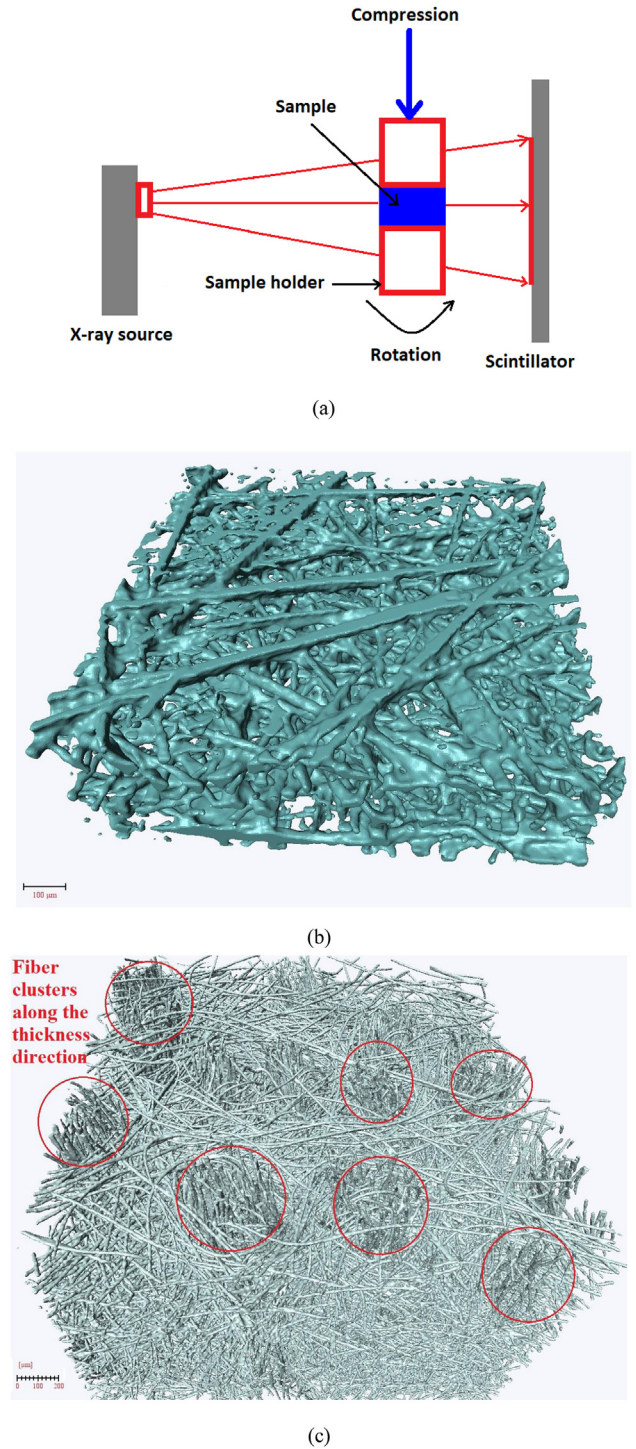 Compression
Sample
Sample holder
X-ray source
Rotation
Scintillator
(a)
100 µm
(b)
Fiber
clusters
along the
thickness
direction
[µm]
0 100 200
(c)